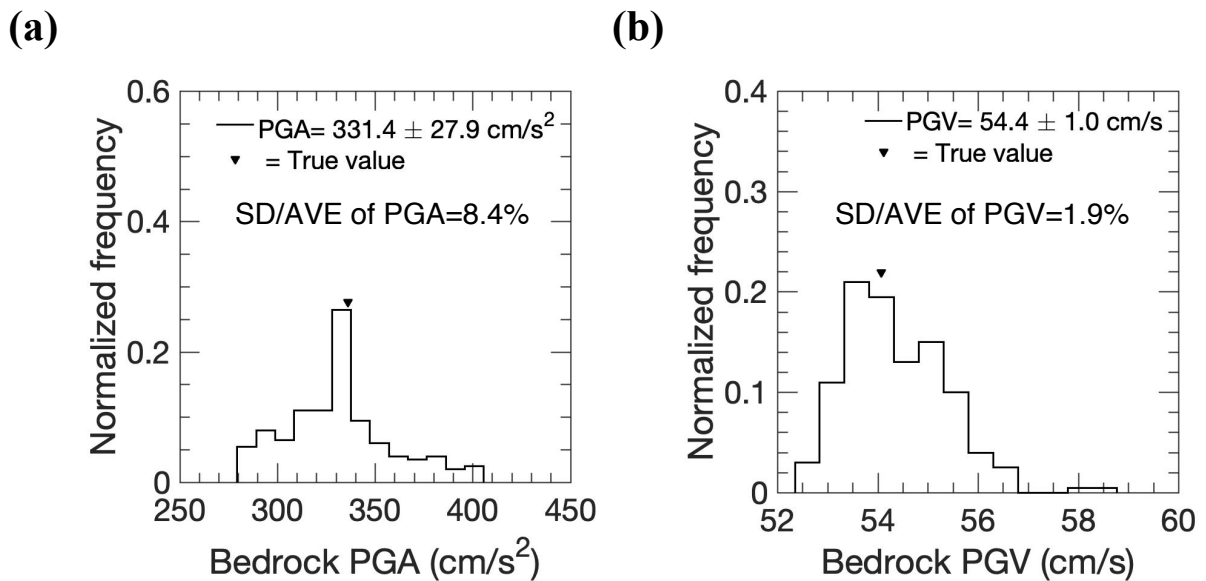 (a)
0.6
0.4
0.2
0
Normalized frequency
PGA= 331.4 ± 27.9 cm/s²
▼ = True value
SD/AVE of PGA=8.4%
250 300 350 400 450
Bedrock PGA (cm/s²)
(b)
0.4
0.3
0.2
0.1
0
Normalized frequency
PGV= 54.4 ± 1.0 cm/s
▼ = True value
SD/AVE of PGV=1.9%
52 54 56 58 60
Bedrock PGV (cm/s)